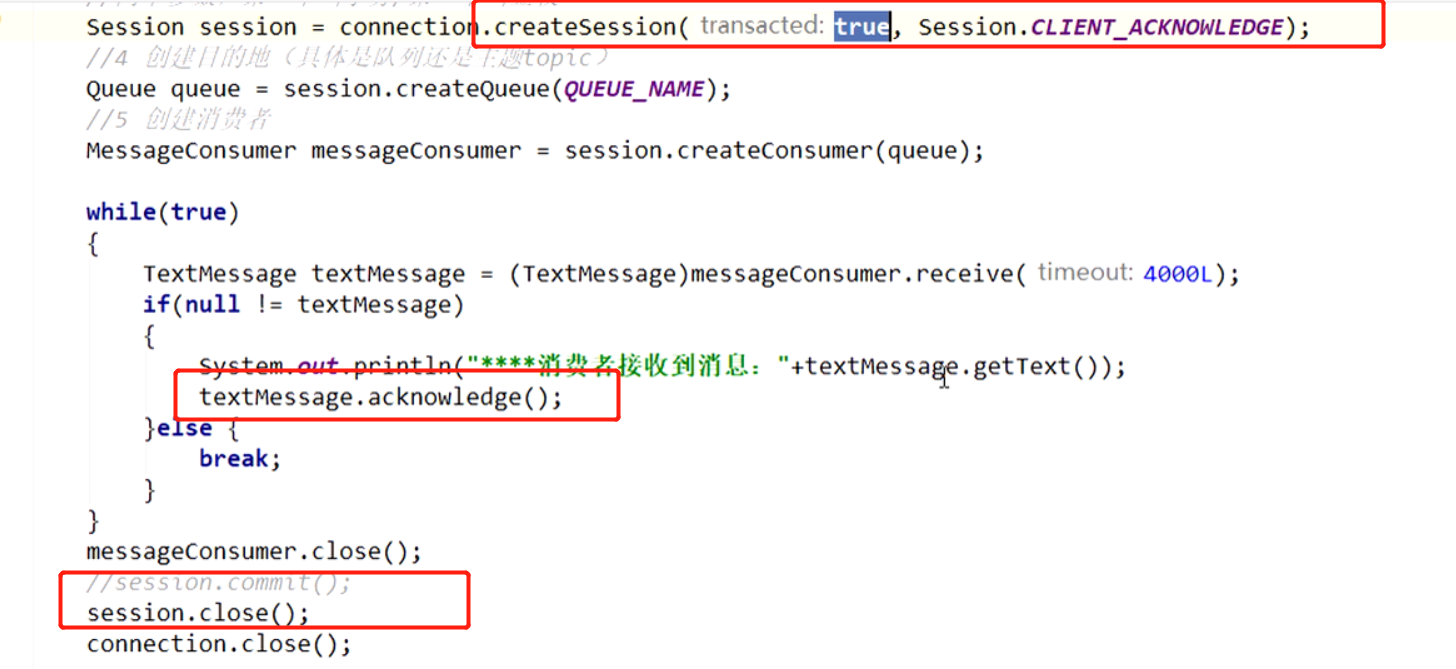 Session session = connection.createSession( transacted: true, Session.CLIENT_ACKNOWLEDGE);
//4 创建目的地（具体是队列还是主题topic）
Queue queue = session.createQueue(QUEUE_NAME);
//5 创建消费者
MessageConsumer messageConsumer = session.createConsumer(queue);
while(true)
{
TextMessage textMessage = (TextMessage)messageConsumer.receive( timeout: 4000L);
if(null != textMessage)
{
System.out.println("****消费者接收到消息："+textMessage.getText());
textMessage.acknowledge();
}else {
break;
}
}
messageConsumer.close();
//session.commit();
session.close();
connection.close();